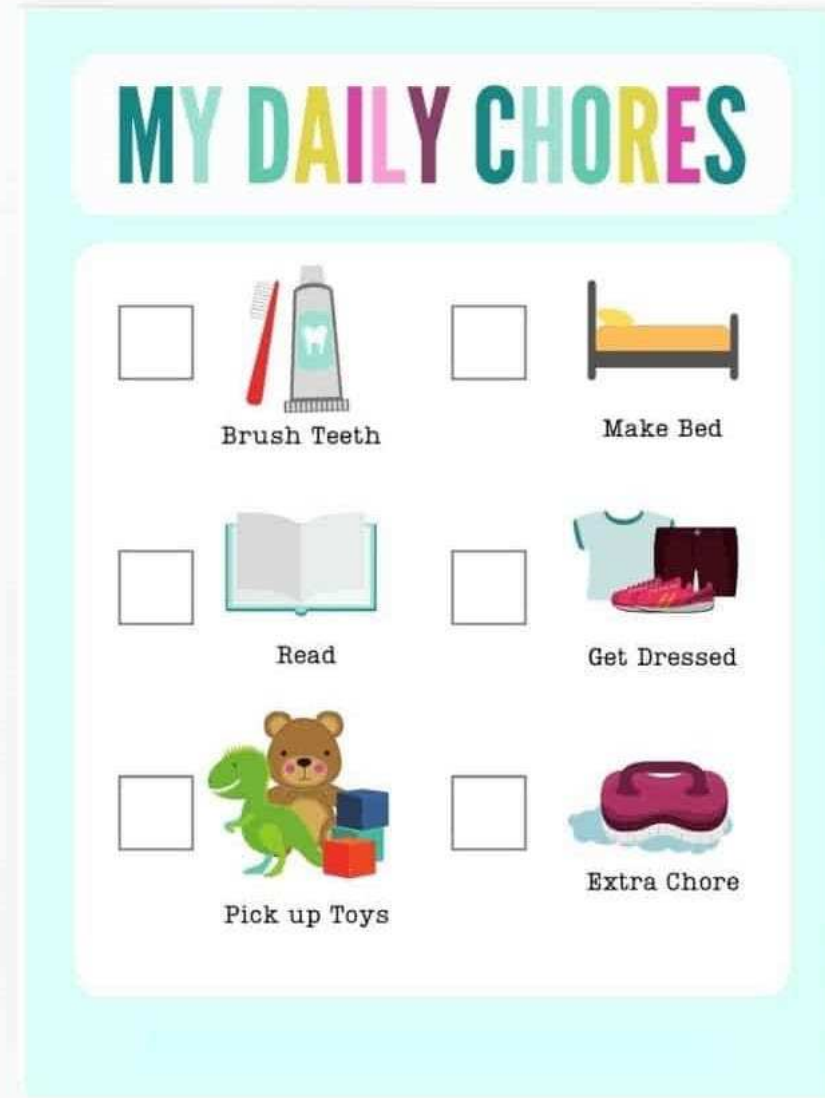 MY DAILY CHORES
Brush Teeth
Make Bed
Read
Get Dressed
Pick up Toys
Extra Chore